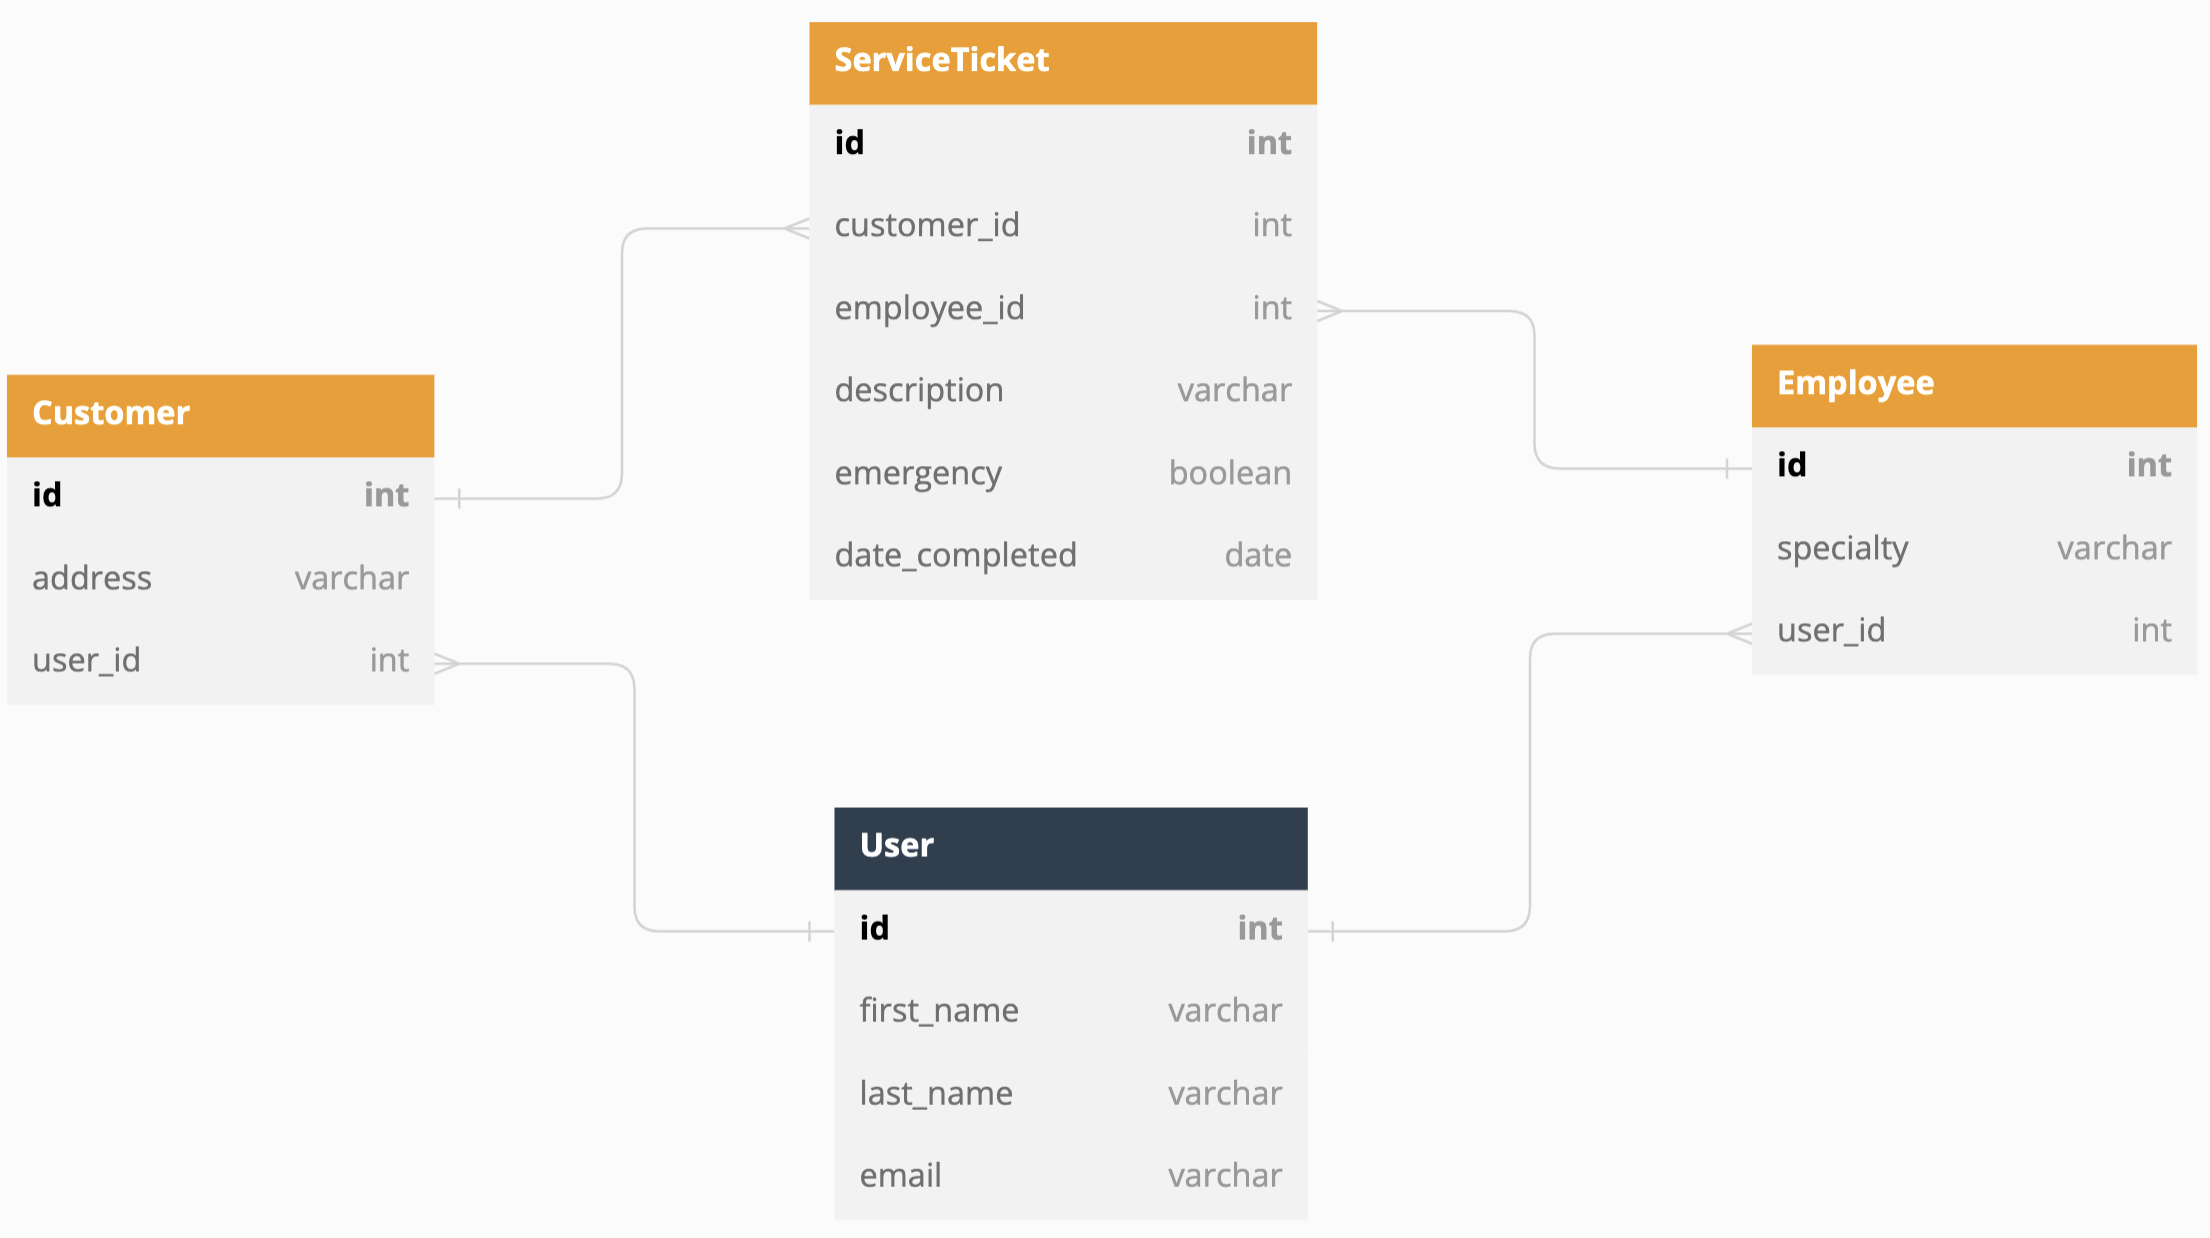 ServiceTicket
id int
customer_id int
employee_id int
description varchar
emergency boolean
date_completed date
Customer
id int
address varchar
user_id int
Employee
id int
specialty varchar
user_id int
User
id int
first_name varchar
last_name varchar
email varchar